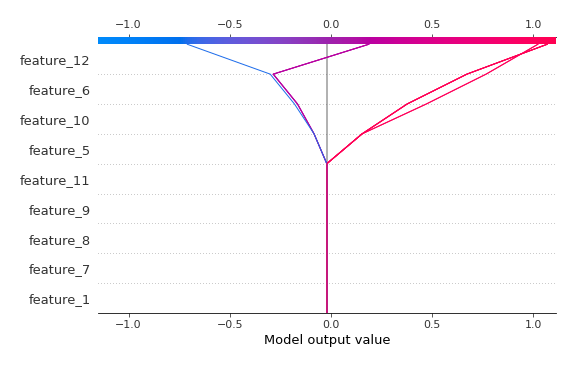 −1.0 −0.5 0.0 0.5 1.0
feature_12
feature_6
feature_10
feature_5
feature_11
feature_9
feature_8
feature_7
feature_1
−1.0 −0.5 0.0 0.5 1.0
Model output value